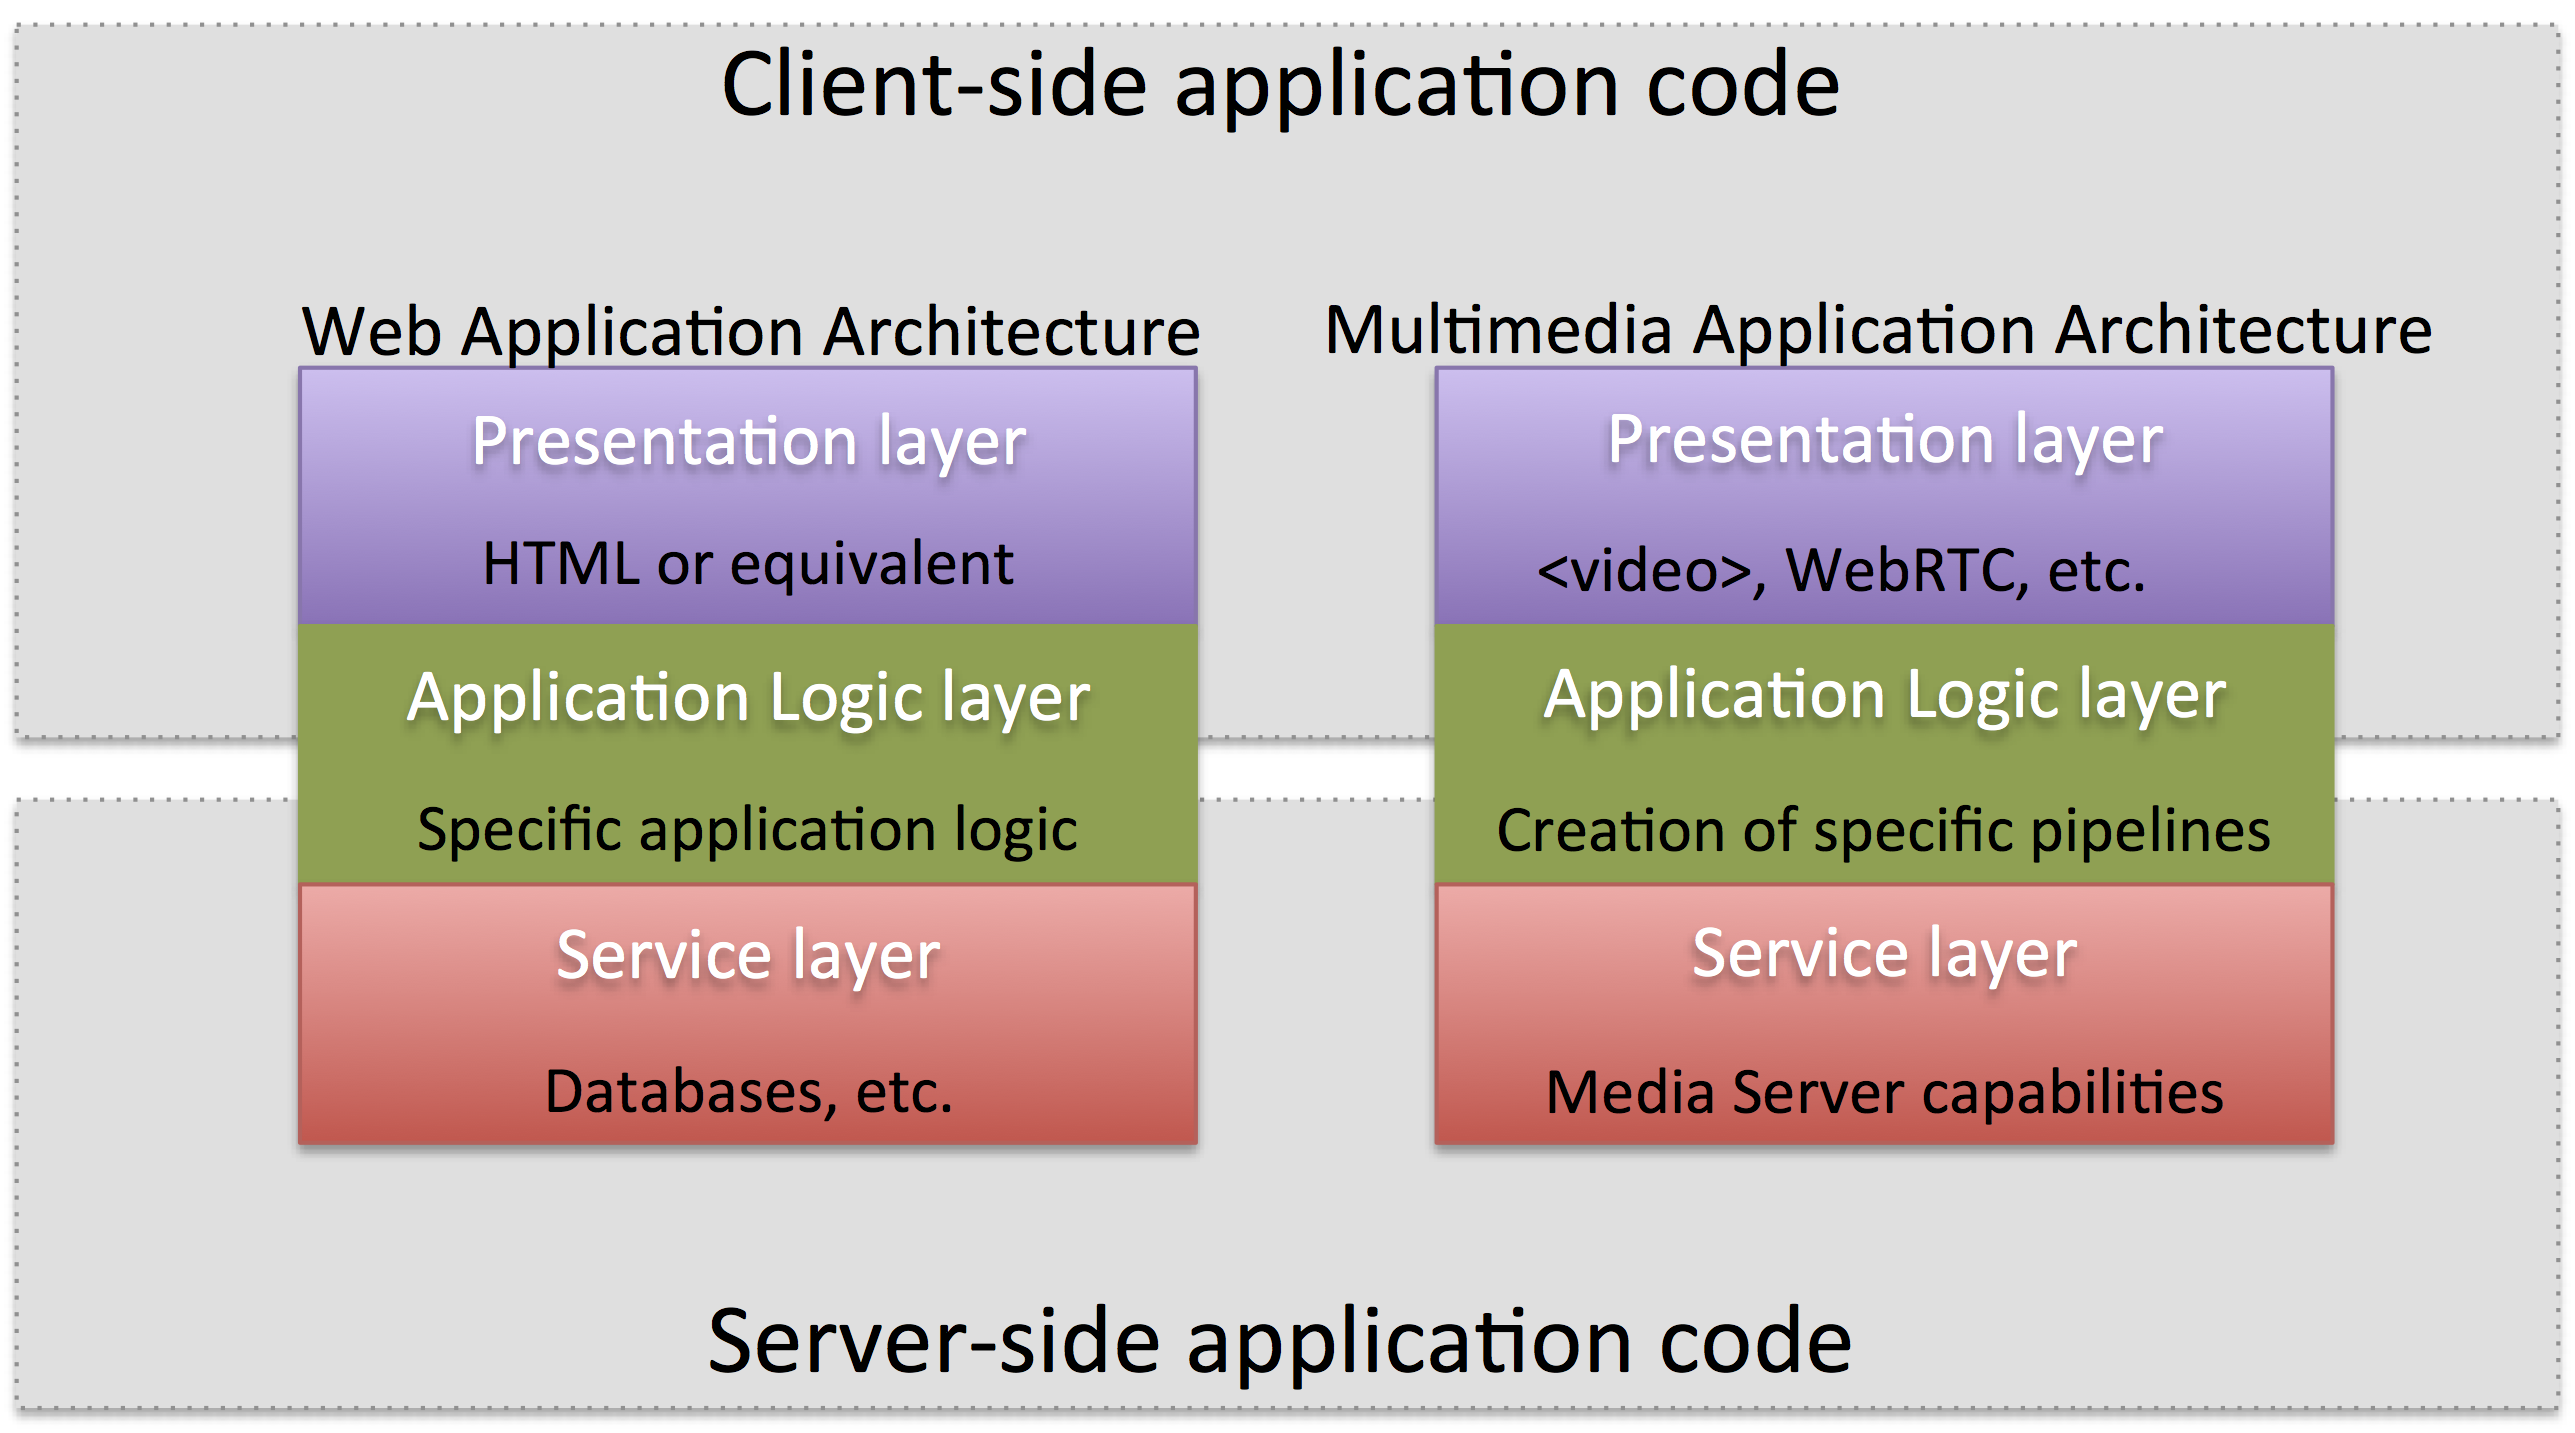 Client-side application code
Web Application Architecture
Presentation layer
HTML or equivalent
Application Logic layer
Specific application logic
Service layer
Databases, etc.
Multimedia Application Architecture
Presentation layer
<video>, WebRTC, etc.
Application Logic layer
Creation of specific pipelines
Service layer
Media Server capabilities
Server-side application code